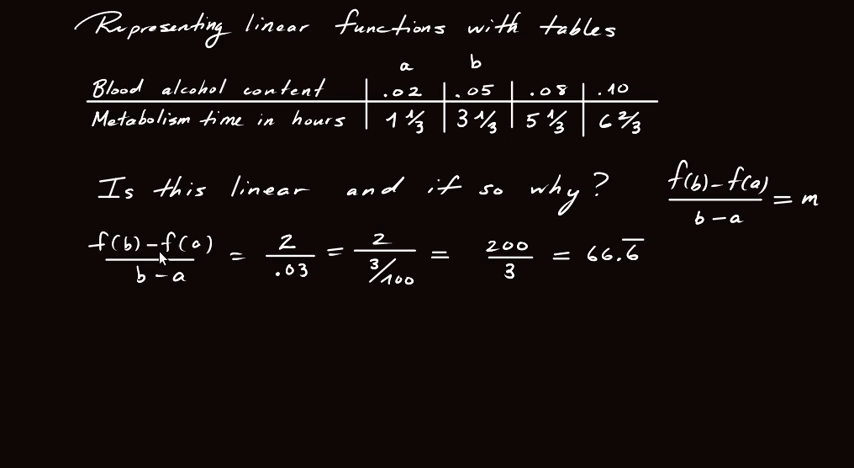 Representing linear functions with tables
a b
Blood alcohol content .02 .05 .08 .10
Metabolism time in hours 1 1/3 3 1/3 5 1/3 6 2/3
Is this linear and if so why? f(b)-f(a)/b-a = m
f(b)-f(a)/b-a = 2/.03 = 2/3/100 = 200/3 = 66.6̅